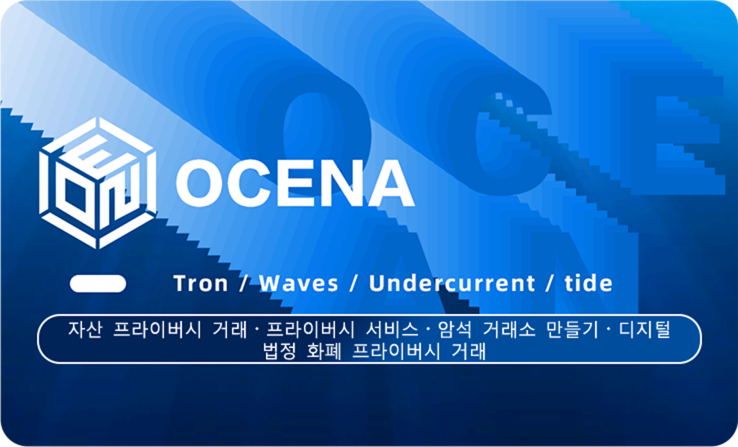 OCEAN
OCENA
Tron / Waves / Undercurrent / tide
자산 프라이버시 거래 · 프라이버시 서비스 · 암석 거래소 만들기 · 디지털
법정 화폐 프라이버시 거래